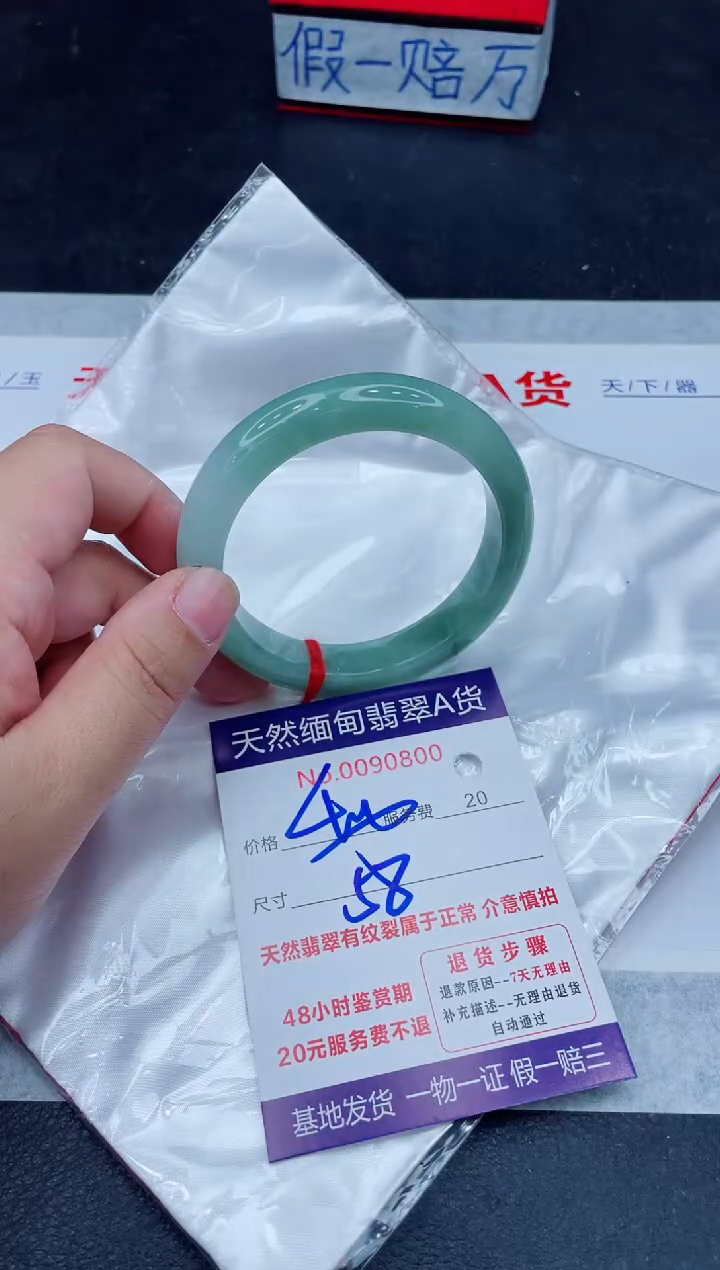 假一赔万
/玉
A货
天/下/器
天然缅甸翡翠A货
No.0090800
价格
服务费 20
尺寸 58
天然翡翠有纹裂属于正常 介意慎拍
48小时鉴赏期
20元服务费不退
退货步骤
退款原因--7天无理由
补充描述--无理由退货
自动通过
基地发货 一物一证 假一赔三